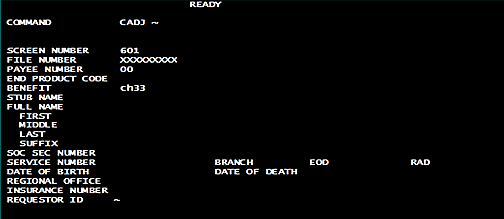 READY
COMMAND CADJ ~
SCREEN NUMBER 601
FILE NUMBER XXXXXXXXX
PAYEE NUMBER 00
END PRODUCT CODE
BENEFIT ch33
STUB NAME
FULL NAME
FIRST
MIDDLE
LAST
SUFFIX
SOC SEC NUMBER
SERVICE NUMBER BRANCH EOD RAD
DATE OF BIRTH DATE OF DEATH
REGIONAL OFFICE
INSURANCE NUMBER
REQUESTOR ID ~